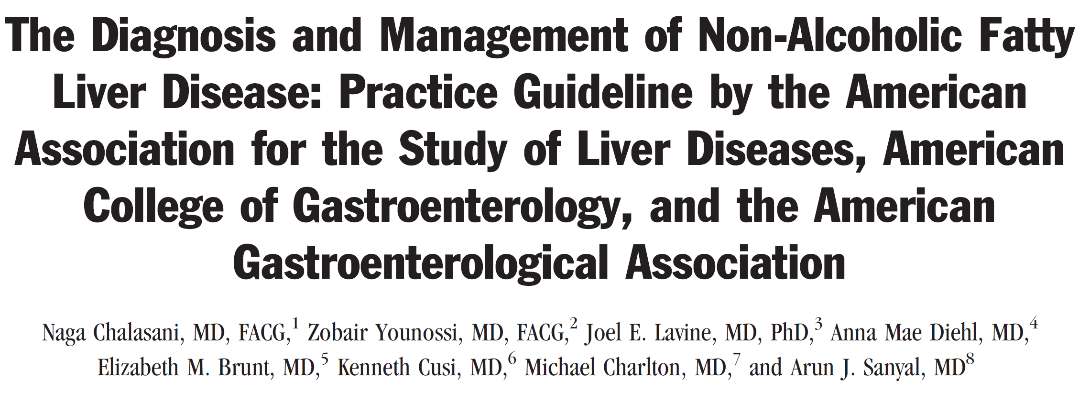 The Diagnosis and Management of Non-Alcoholic Fatty
Liver Disease: Practice Guideline by the American
Association for the Study of Liver Diseases, American
College of Gastroenterology, and the American
Gastroenterological Association
Naga Chalasani, MD, FACG,¹ Zobair Younossi, MD, FACG,² Joel E. Lavine, MD, PhD,³ Anna Mae Diehl, MD,⁴
Elizabeth M. Brunt, MD,⁵ Kenneth Cusi, MD,⁶ Michael Charlton, MD,⁷ and Arun J. Sanyal, MD⁸